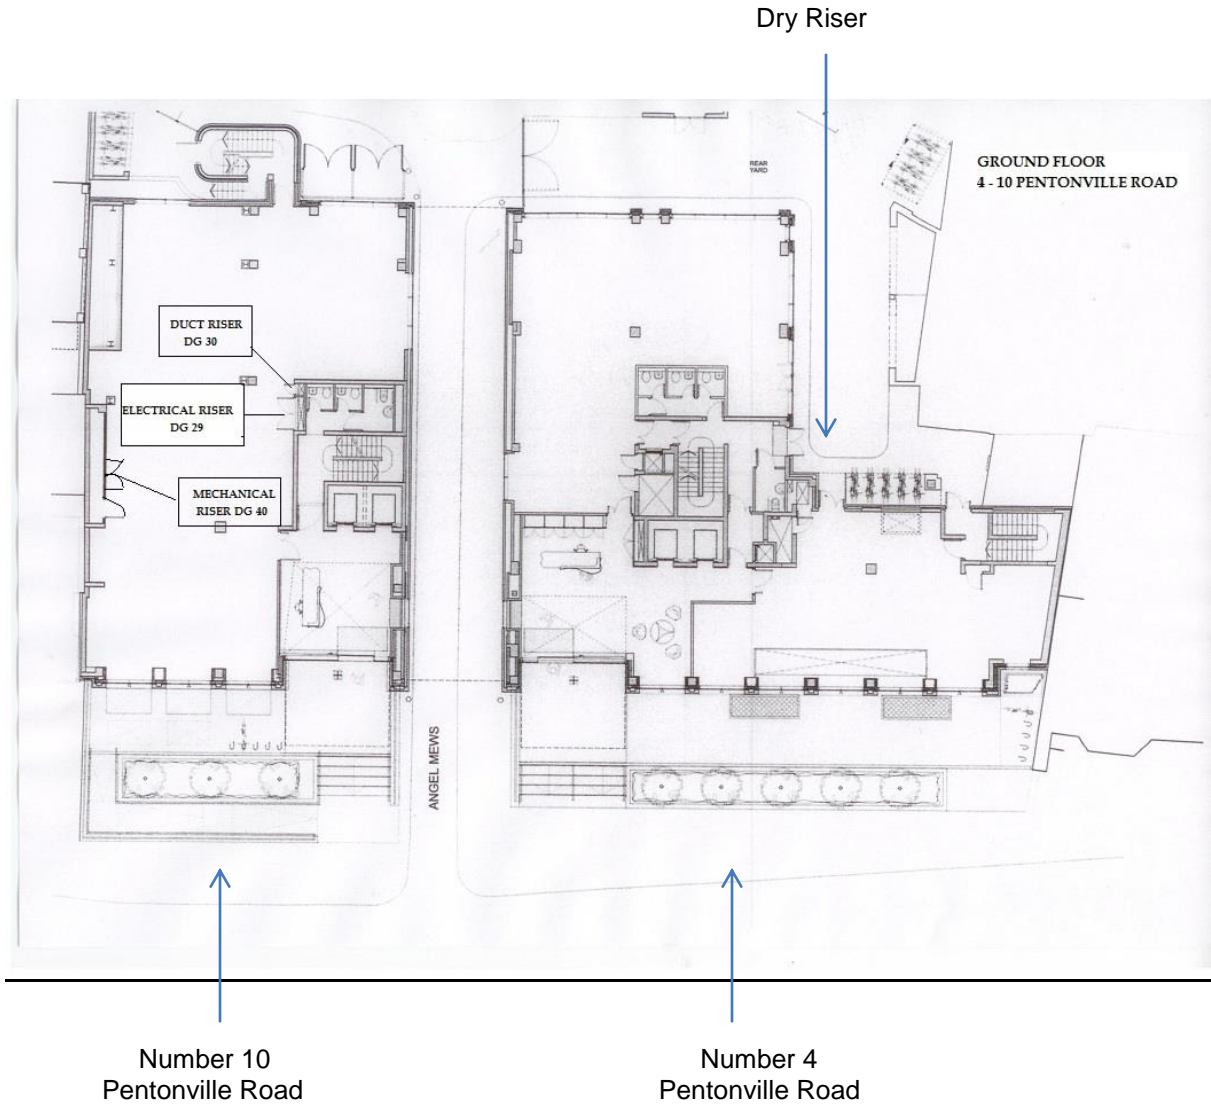 Dry Riser
GROUND FLOOR
4 - 10 PENTONVILLE ROAD
REAR
YARD
DUCT RISER
DG 30
ELECTRICAL RISER
DG 29
MECHANICAL
RISER DG 40
ANGEL MEWS
Number 10
Pentonville Road
Number 4
Pentonville Road